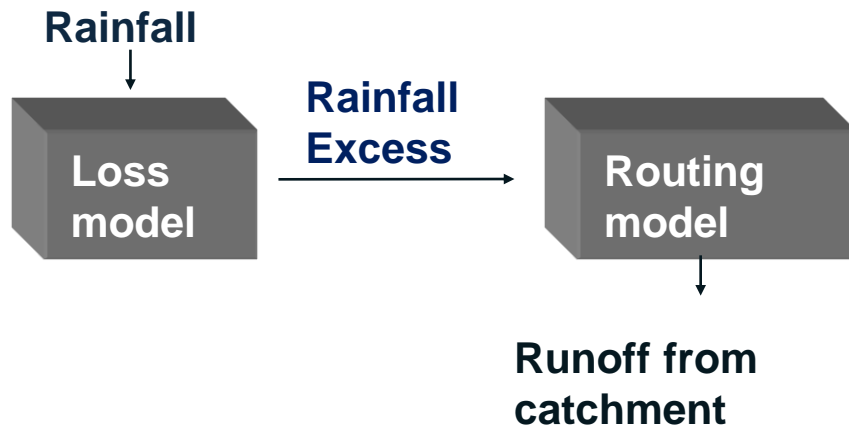 Rainfall
Rainfall
Excess
Loss
model
Routing
model
Runoff from
catchment